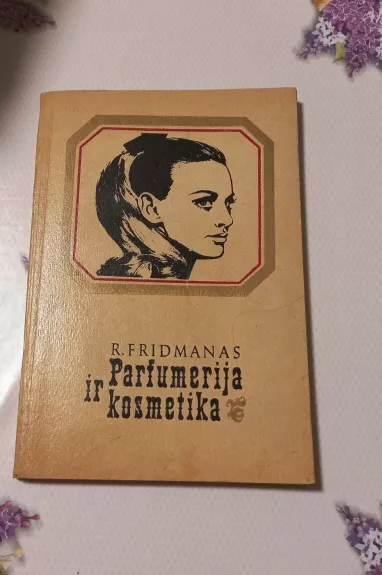 R.FRIDMANAS
Parfumerija
ir kosmetika